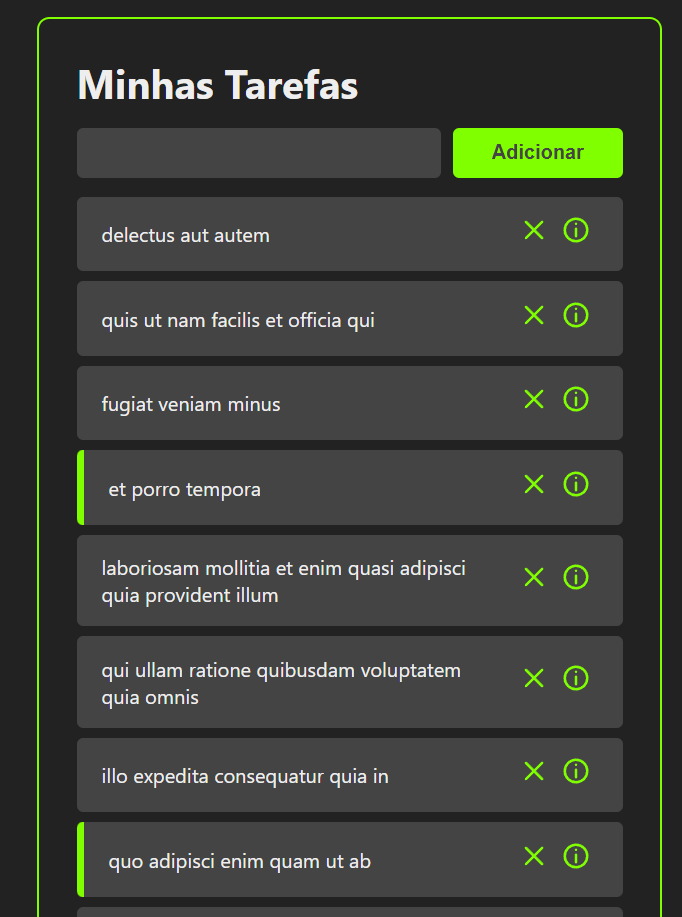 Minhas Tarefas
Adicionar
delectus aut autem
quis ut nam facilis et officia qui
fugiat veniam minus
et porro tempora
laboriosam mollitia et enim quasi adipisci
quia provident illum
qui ullam ratione quibusdam voluptatem
quia omnis
illo expedita consequatur quia in
quo adipisci enim quam ut ab